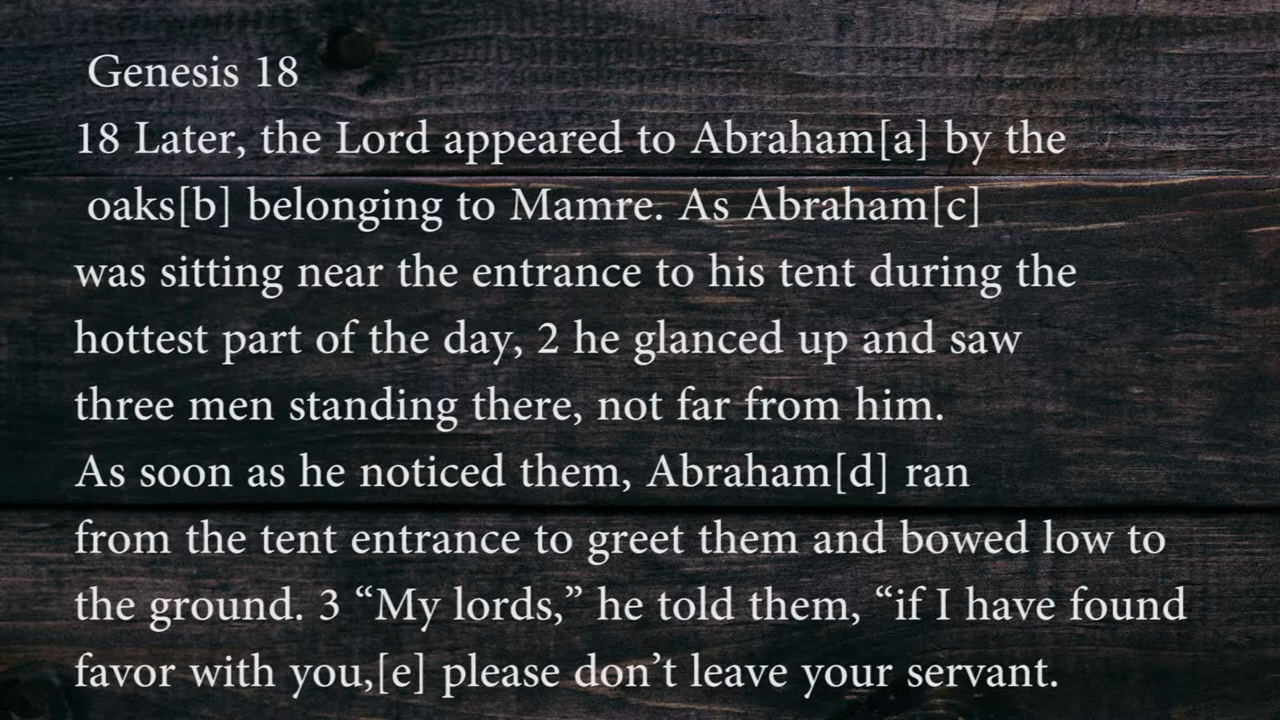 Genesis 18
18 Later, the Lord appeared to Abraham[a] by the
oaks[b] belonging to Mamre. As Abraham[c]
was sitting near the entrance to his tent during the
hottest part of the day, 2 he glanced up and saw
three men standing there, not far from him.
As soon as he noticed them, Abraham[d] ran
from the tent entrance to greet them and bowed low to
the ground. 3 “My lords,” he told them, “if I have found
favor with you,[e] please don’t leave your servant.